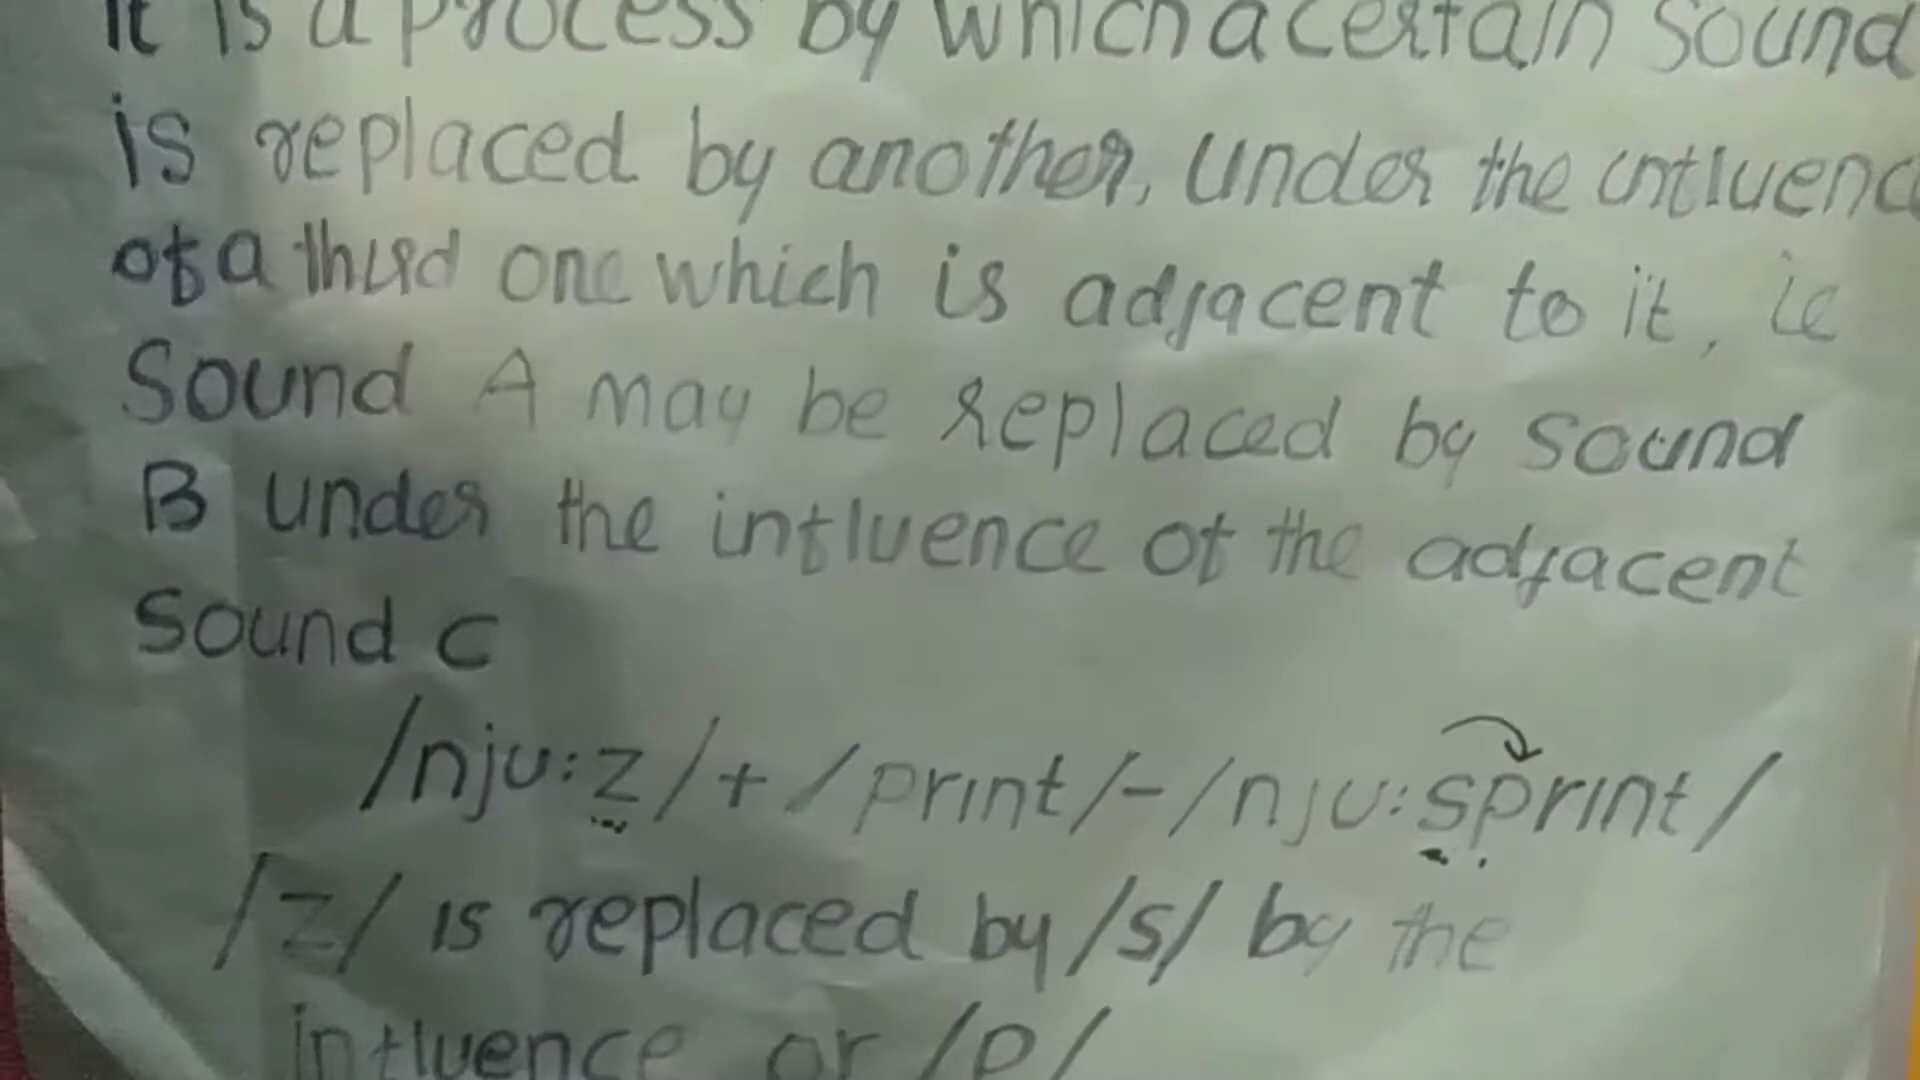 It is a process by which a certain Sound
is replaced by another, under the influenc
of a third one which is adjacent to it, ie
Sound A may be replaced by Sound
B under the influence of the adjacent
Sound C
/nju:z/+/print/-/nju:sprint/
/z/ is replaced by /s/ by the
influence or /p/